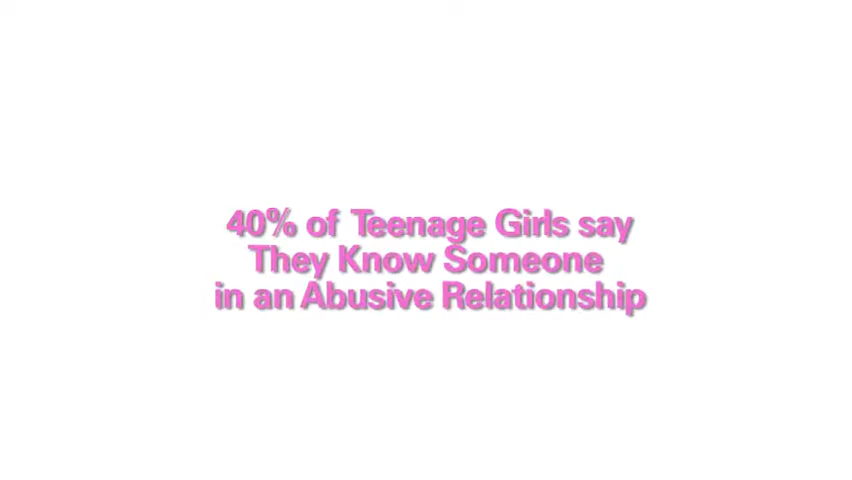 40% of Teenage Girls say
They Know Someone
in an Abusive Relationship